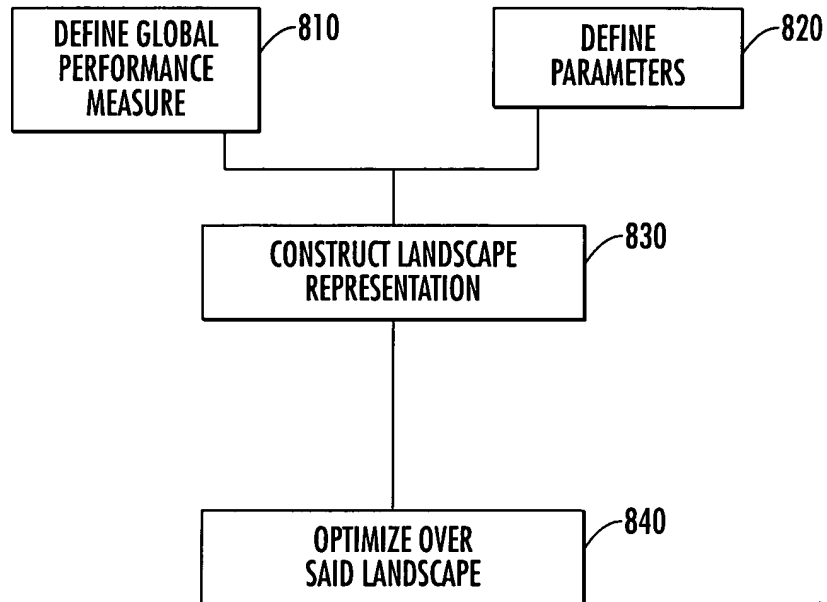 DEFINE GLOBAL
PERFORMANCE
MEASURE
810
DEFINE
PARAMETERS
820
CONSTRUCT LANDSCAPE
REPRESENTATION
830
OPTIMIZE OVER
SAID LANDSCAPE
840